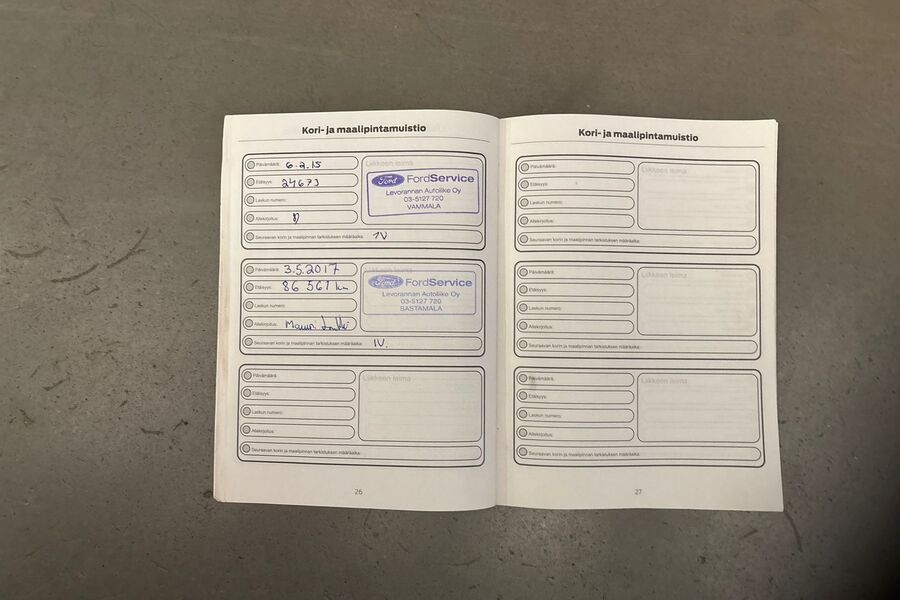 Kori- ja maalipintamuistio
Päivämäärä: 6.2.15
Liikkeen leima
Etäisyys: 24673
Laskun numero:
Allekirjoitus:
Ford FordService
Levorannan Autoliike Oy
03-5127 720
VAMMALA
Seuraavan korin ja maalipinnan tarkistuksen määräaika: 1V
Päivämäärä: 3.5.2017
Liikkeen leima
Etäisyys: 86 561 km
Laskun numero:
Allekirjoitus: Mauri
Ford FordService
Levorannan Autoliike Oy
03-5127 720
SASTAMALA
Seuraavan korin ja maalipinnan tarkistuksen määräaika: 1V.
Päivämäärä:
Liikkeen leima
Etäisyys:
Laskun numero:
Allekirjoitus:
Seuraavan korin ja maalipinnan tarkistuksen määräaika:
26
Kori- ja maalipintamuistio
Päivämäärä:
Liikkeen leima
Etäisyys:
Laskun numero:
Allekirjoitus:
Seuraavan korin ja maalipinnan tarkistuksen määräaika:
Päivämäärä:
Liikkeen leima
Etäisyys:
Laskun numero:
Allekirjoitus:
Seuraavan korin ja maalipinnan tarkistuksen määräaika:
Päivämäärä:
Liikkeen leima
Etäisyys:
Laskun numero:
Allekirjoitus:
Seuraavan korin ja maalipinnan tarkistuksen määräaika:
27